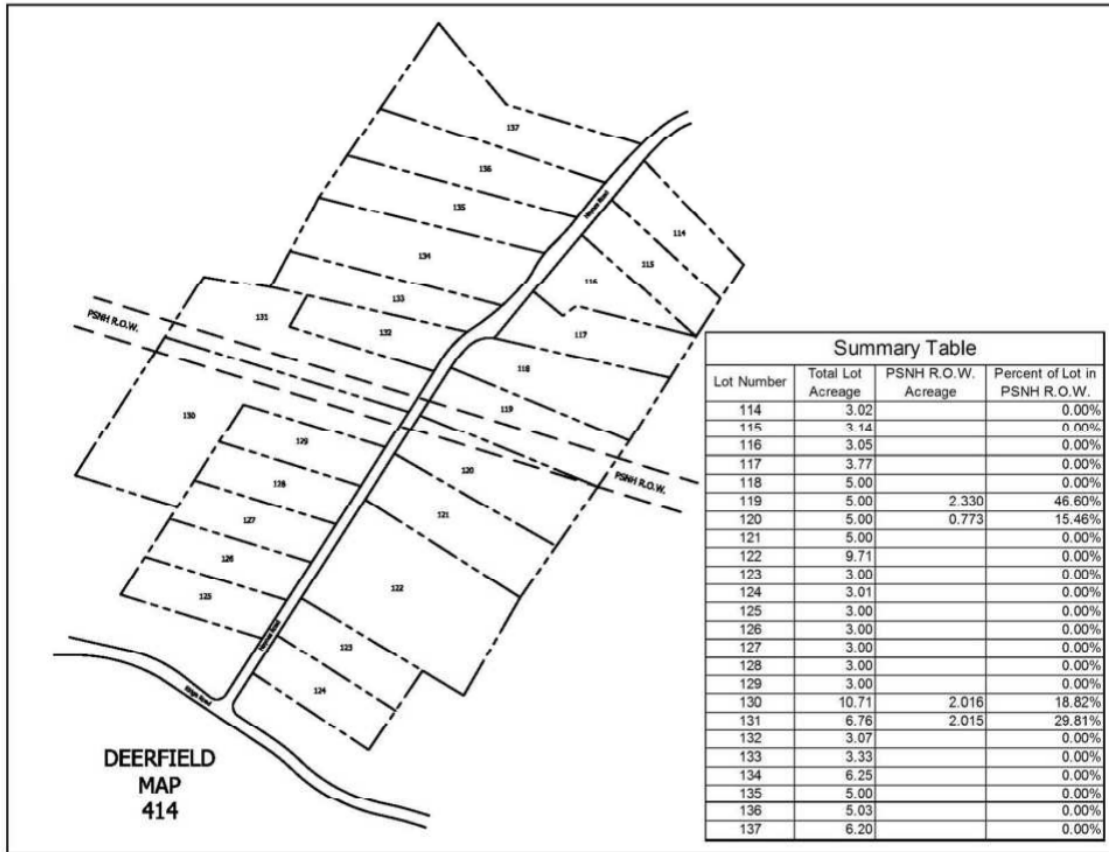 137
136
135
134
133
132
131
130
129
128
127
126
125
114
115
116
117
118
119
120
121
122
123
124
PSNH R.O.W.
PSNH R.O.W.
Road
Road
Road
DEERFIELD
MAP
414
Summary Table
Lot Number Total Lot Acreage PSNH R.O.W. Acreage Percent of Lot in PSNH R.O.W.
114 3.02 0.00%
115 3.14 0.00%
116 3.05 0.00%
117 3.77 0.00%
118 5.00 0.00%
119 5.00 2.330 46.60%
120 5.00 0.773 15.46%
121 5.00 0.00%
122 9.71 0.00%
123 3.00 0.00%
124 3.01 0.00%
125 3.00 0.00%
126 3.00 0.00%
127 3.00 0.00%
128 3.00 0.00%
129 3.00 0.00%
130 10.71 2.016 18.82%
131 6.76 2.015 29.81%
132 3.07 0.00%
133 3.33 0.00%
134 6.25 0.00%
135 5.00 0.00%
136 5.03 0.00%
137 6.20 0.00%